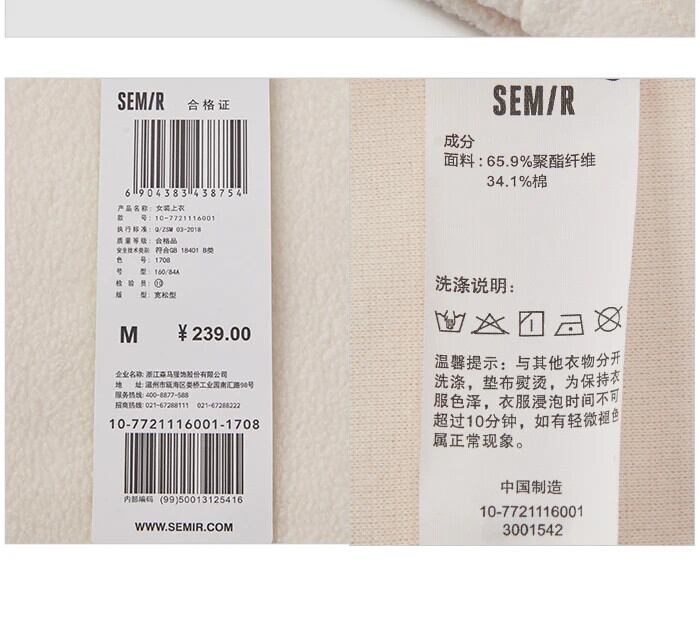 SEM/R 合格证
6 904383 438754
产品名称: 女装上衣
款 号: 10-7721116001
执行标准: Q/ZSM 03-2018
质量等级: 合格品
安全技术类别: 符合GB 18401 B类
色 号: 1708
号 型: 160/84A
检 验 员: ⑩
版 型: 宽松型
M ¥239.00
企业名称: 浙江森马服饰股份有限公司
地 址: 温州市瓯海区娄桥工业园南汇路98号
服务热线: 400-8877-588
招商热线: 021-67288111 021-67288222
10-7721116001-1708
内部编码 (99)50013125416
WWW.SEMIR.COM
SEM/R
成分
面料: 65.9%聚酯纤维
34.1%棉
洗涤说明:
温馨提示: 与其他衣物分开
洗涤, 垫布熨烫, 为保持衣
服色泽, 衣服浸泡时间不可
超过10分钟, 如有轻微褪色
属正常现象。
中国制造
10-7721116001
3001542